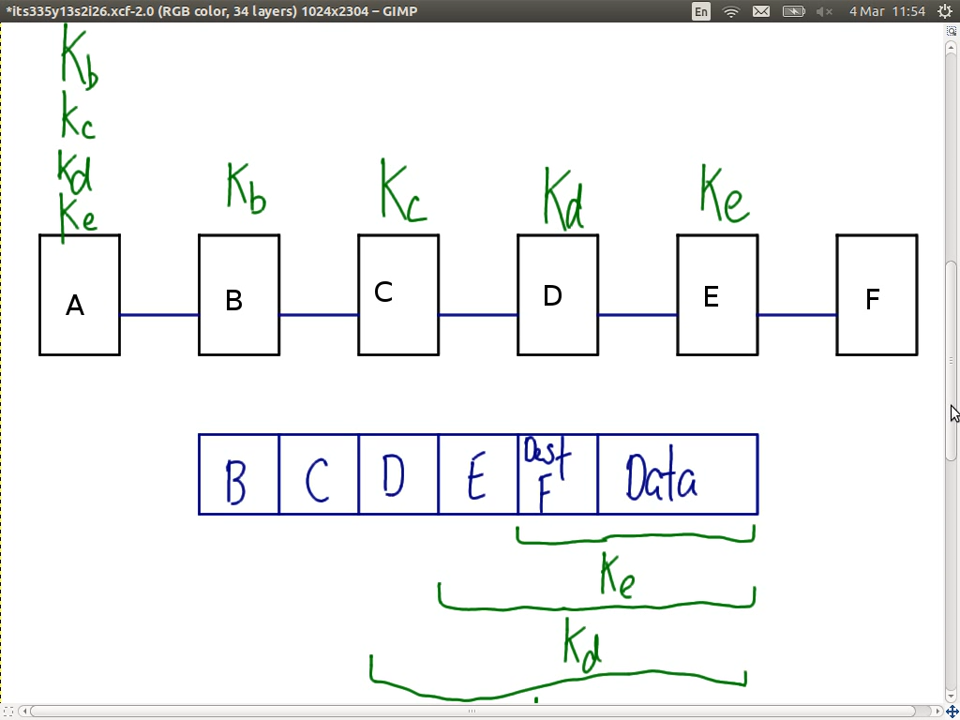 *its335y13s2i26.xcf-2.0 (RGB color, 34 layers) 1024x2304 – GIMP
En
4 Mar 11:54
Kb
Kc
Kd
Ke
Kb Kc Kd Ke
A B C D E F
B C D E Dest F Data
Ke
Kd